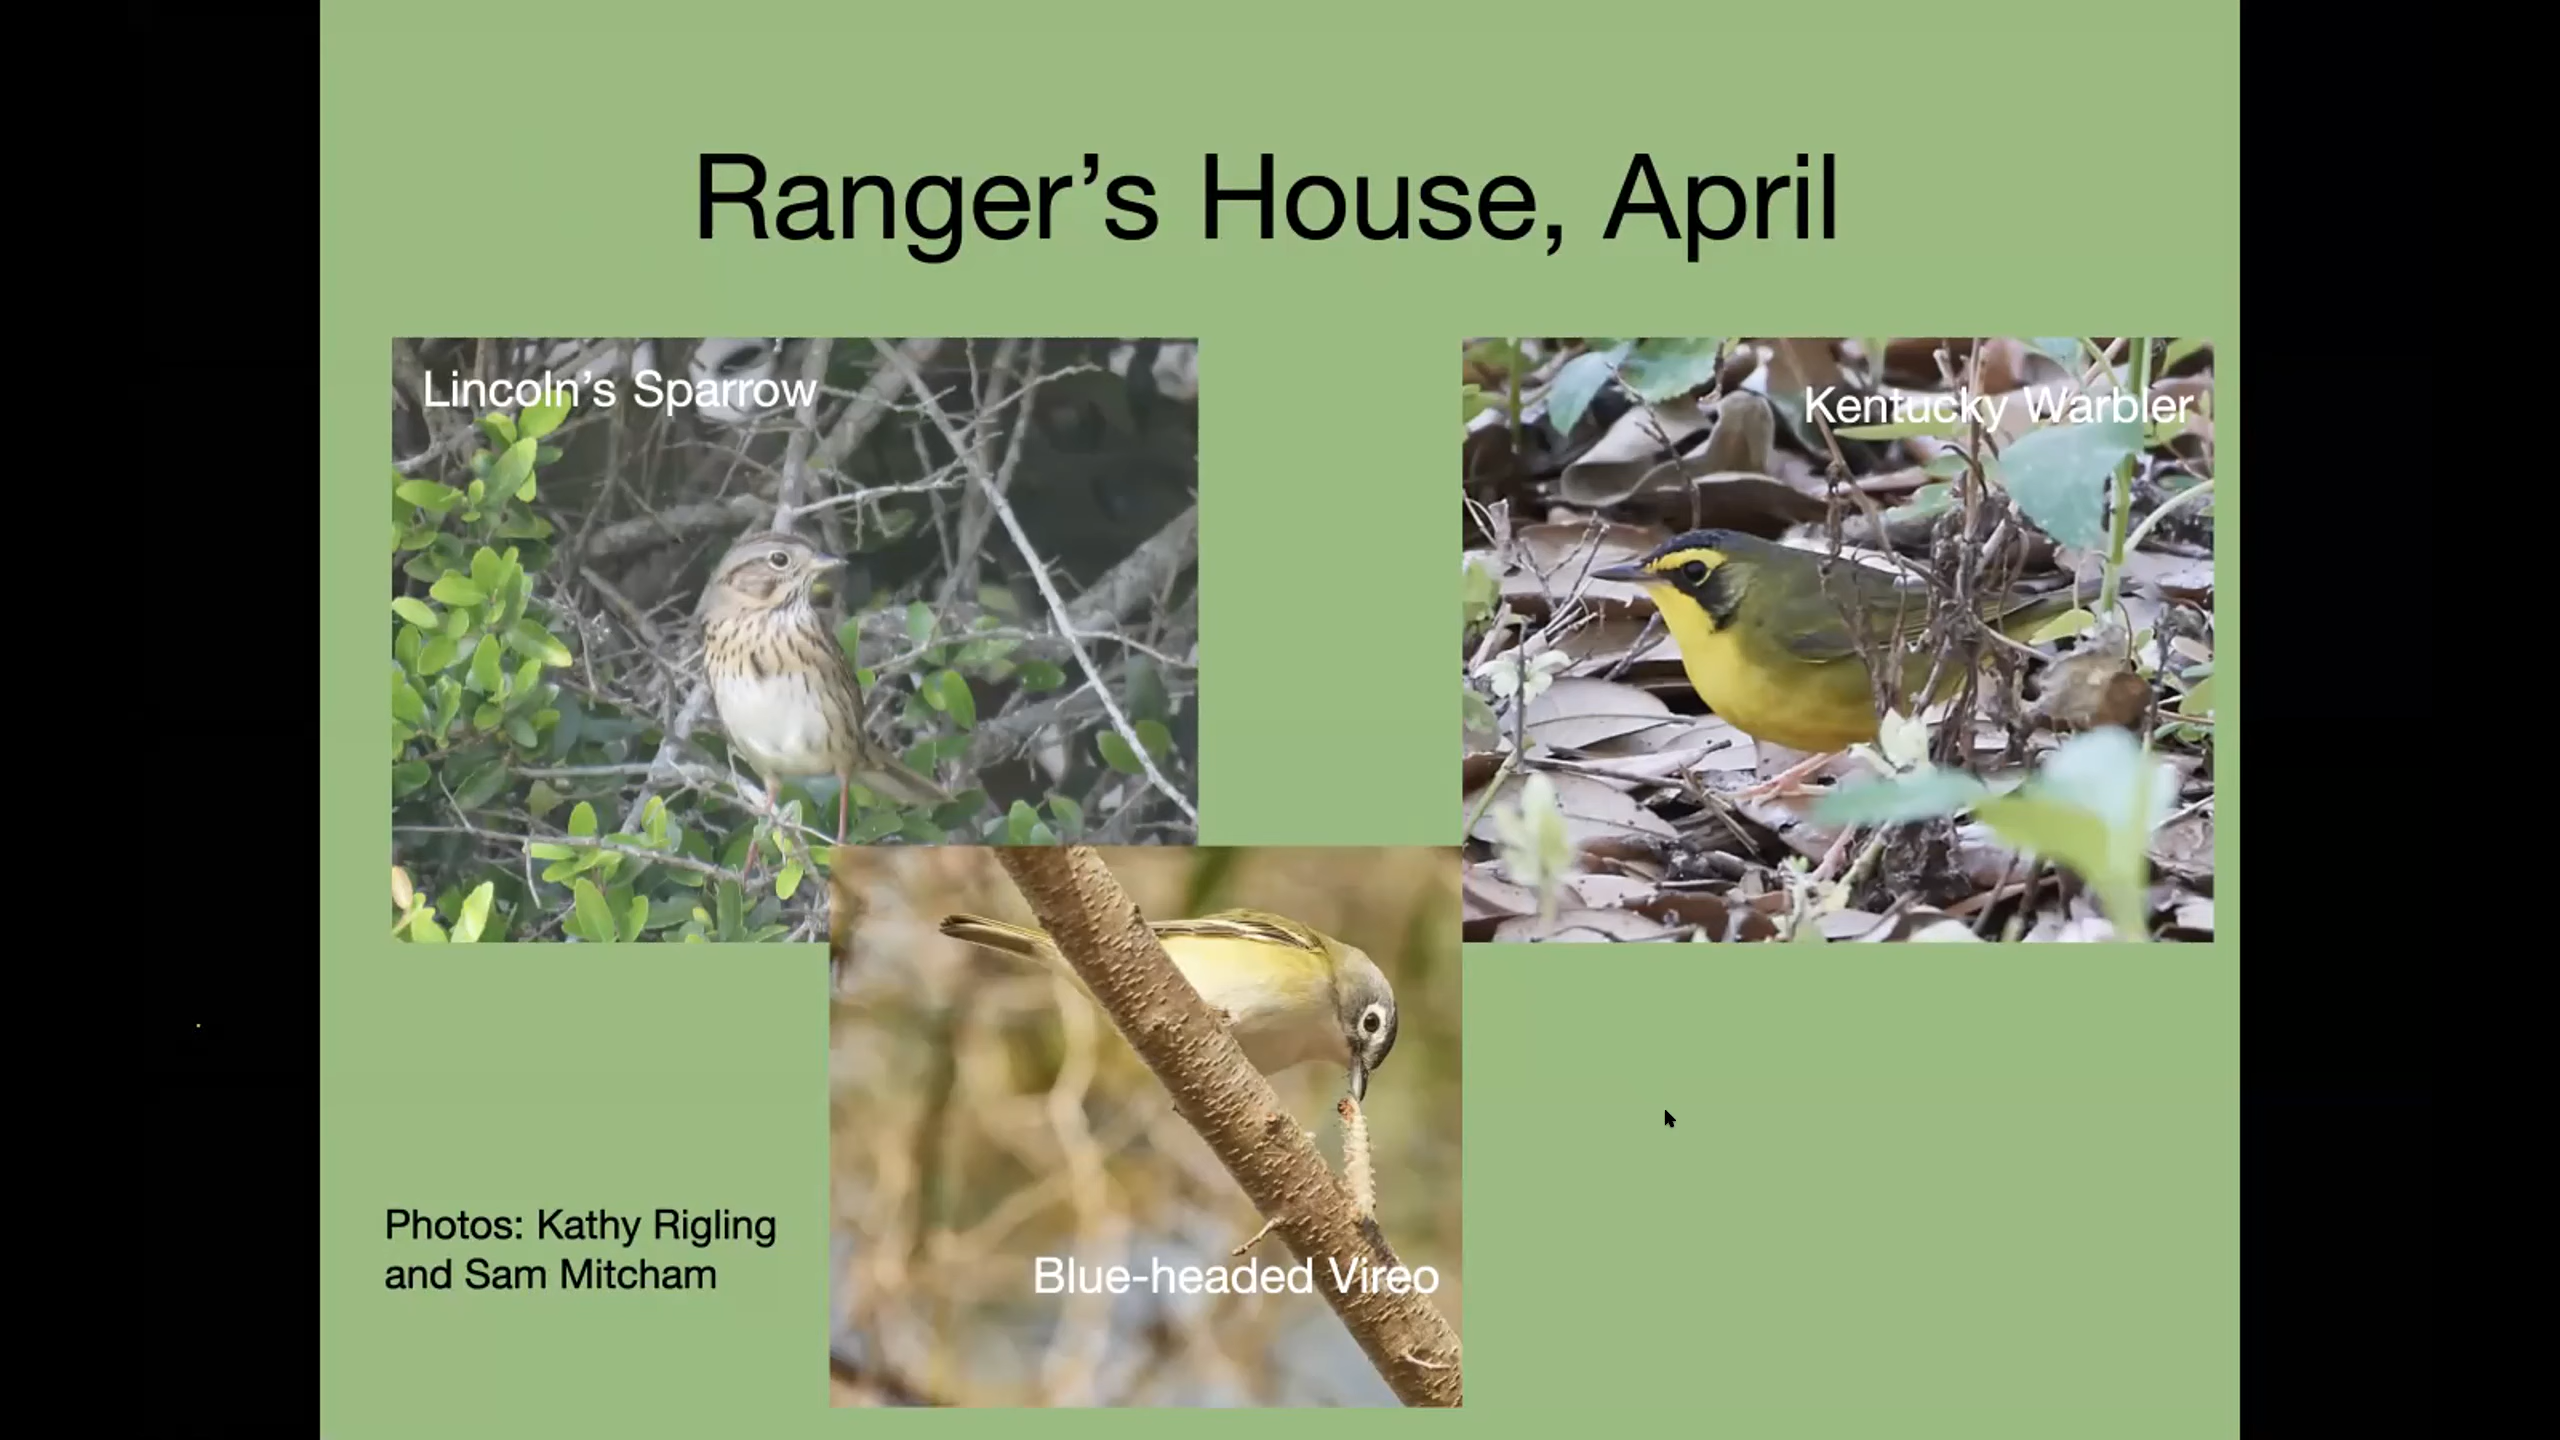 Ranger’s House, April
Lincoln’s Sparrow
Kentucky Warbler
Blue-headed Vireo
Photos: Kathy Rigling
and Sam Mitcham